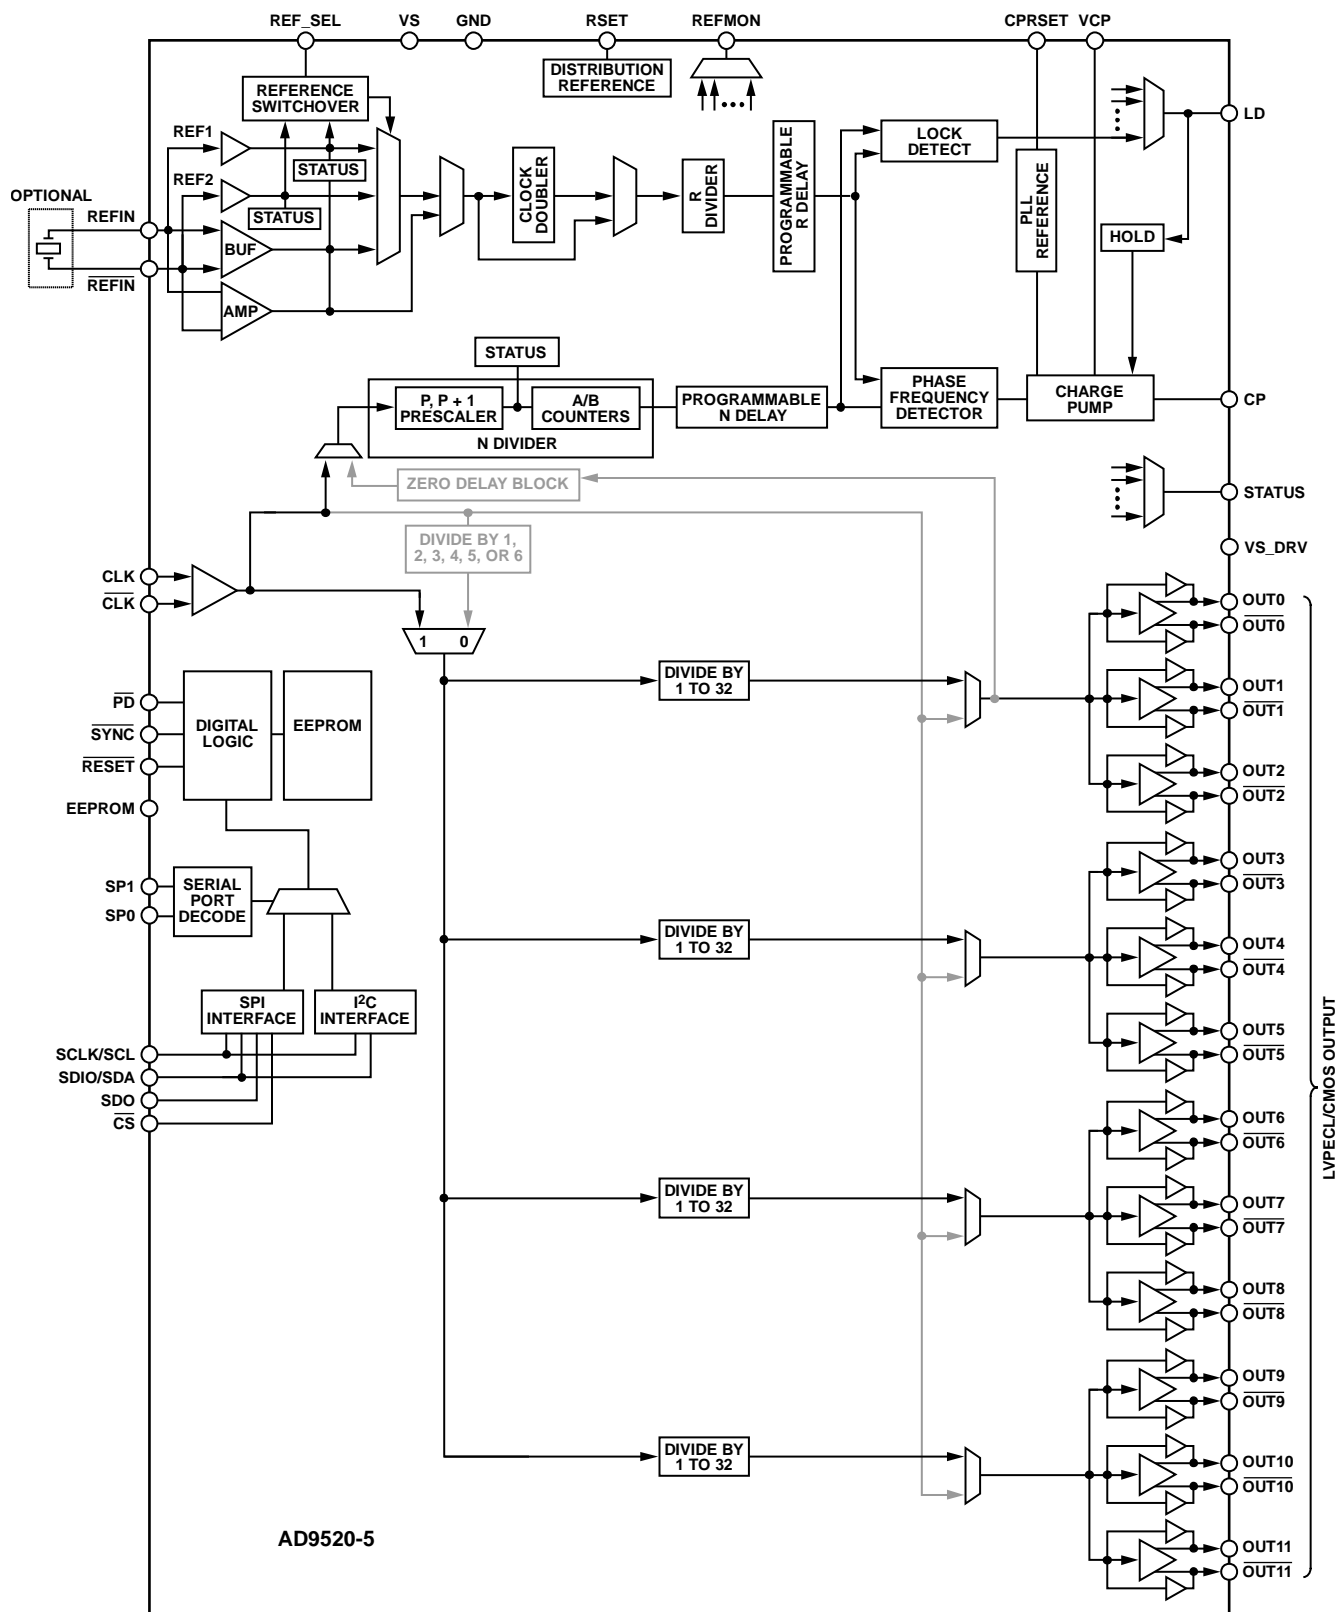 REF_SEL VS GND RSET REFMON CPRSET VCP
DISTRIBUTION
REFERENCE
REFERENCE
SWITCHOVER
REF1
STATUS
REF2
STATUS
OPTIONAL
REFIN
REFIN
BUF
AMP
CLOCK
DOUBLER
R
DIVIDER
PROGRAMMABLE
R DELAY
LOCK
DETECT
PLL
REFERENCE
LD
HOLD
STATUS
P, P + 1
PRESCALER
A/B
COUNTERS
N DIVIDER
PROGRAMMABLE
N DELAY
PHASE
FREQUENCY
DETECTOR
CHARGE
PUMP
CP
ZERO DELAY BLOCK
STATUS
DIVIDE BY 1,
2, 3, 4, 5, OR 6
VS_DRV
CLK
CLK
1 0
OUT0
OUT0
DIVIDE BY
1 TO 32
OUT1
OUT1
OUT2
OUT2
PD
SYNC
RESET
EEPROM
DIGITAL
LOGIC
EEPROM
SP1
SP0
SERIAL
PORT
DECODE
SPI
INTERFACE
I²C
INTERFACE
SCLK/SCL
SDIO/SDA
SDO
CS
DIVIDE BY
1 TO 32
OUT3
OUT3
OUT4
OUT4
OUT5
OUT5
LVPECL/CMOS OUTPUT
DIVIDE BY
1 TO 32
OUT6
OUT6
OUT7
OUT7
OUT8
OUT8
DIVIDE BY
1 TO 32
OUT9
OUT9
OUT10
OUT10
OUT11
OUT11
AD9520-5